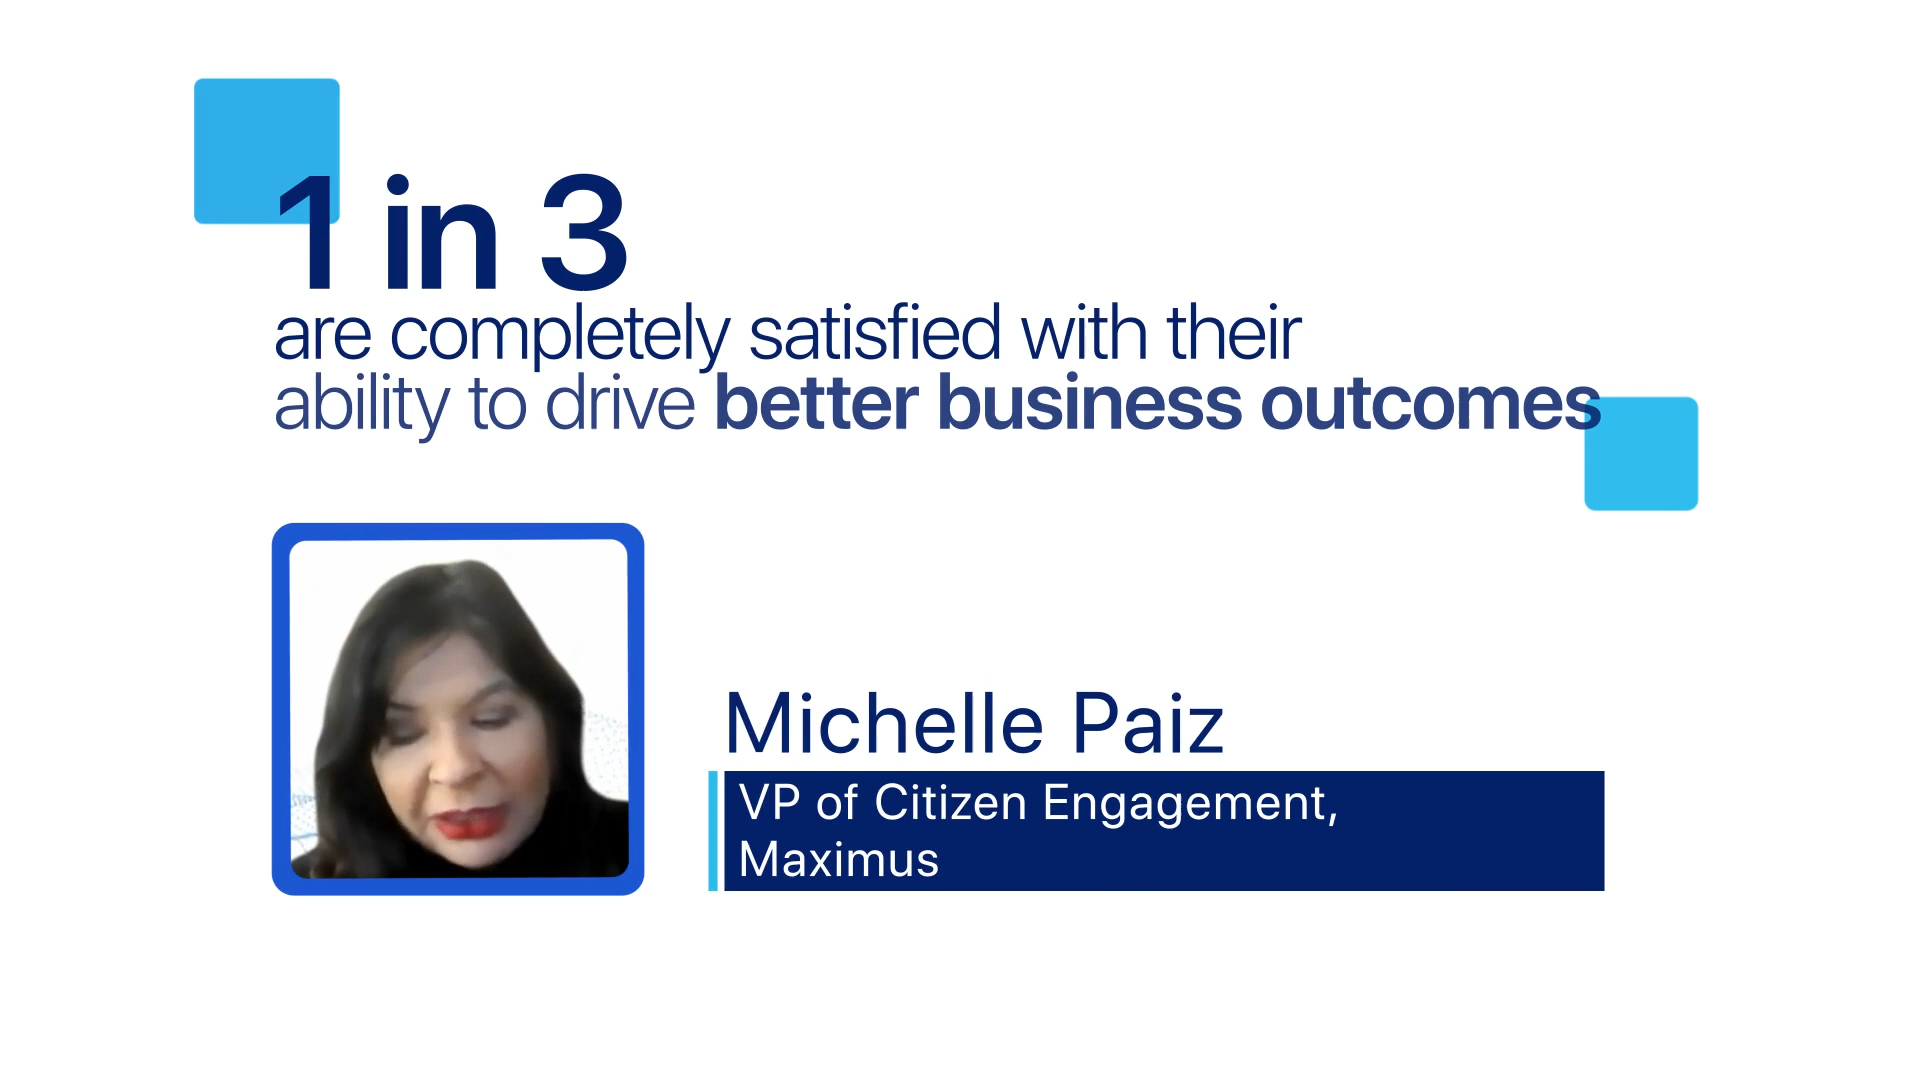 1 in 3
are completely satisfied with their
ability to drive better business outcomes
Michelle Paiz
VP of Citizen Engagement,
Maximus